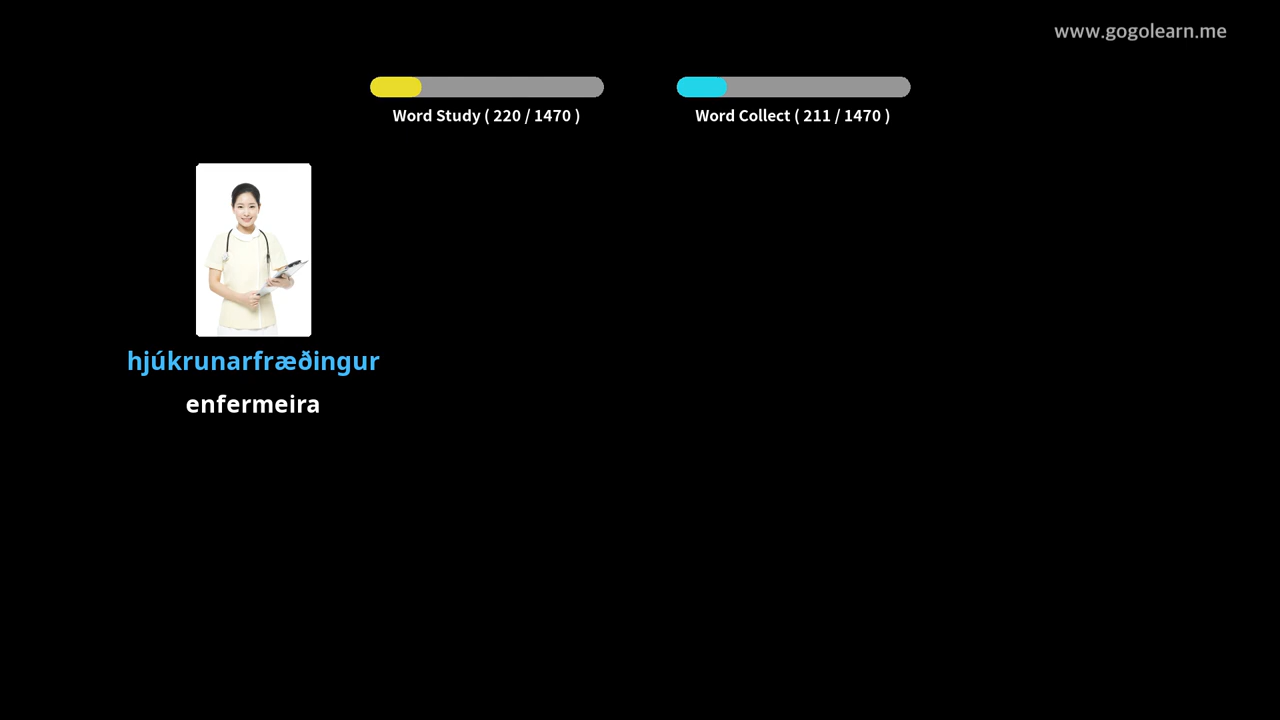 www.gogolearn.me
Word Study ( 220 / 1470 )
Word Collect ( 211 / 1470 )
hjúkrunarfræðingur
enfermeira